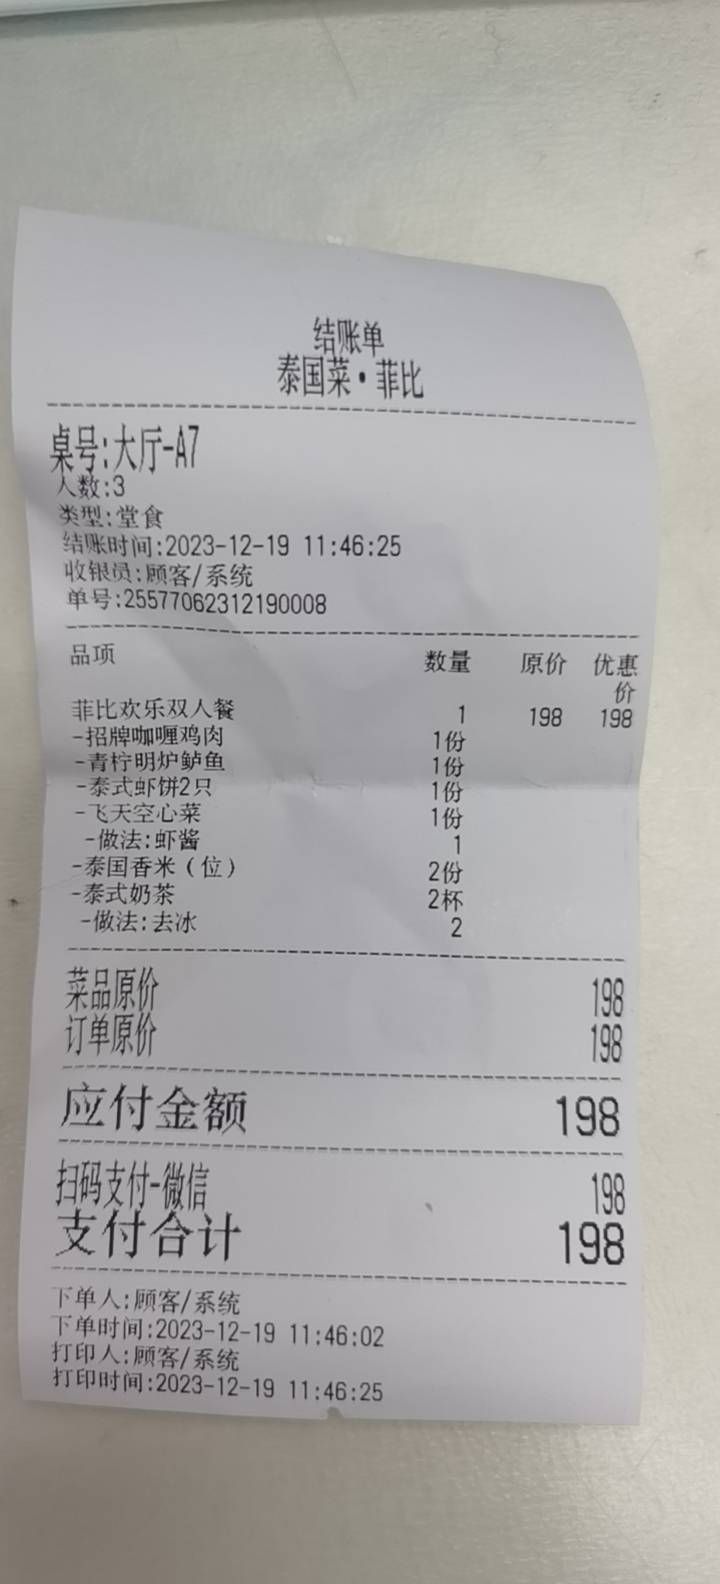 结账单
泰国菜•菲比
桌号:大厅-A7
人数:3
类型:堂食
结账时间:2023-12-19 11:46:25
收银员:顾客/系统
单号:25577062312190008
品项 数量 原价 优惠价
菲比欢乐双人餐 1 198 198
-招牌咖喱鸡肉 1份
-青柠明炉鲈鱼 1份
-泰式虾饼2只 1份
-飞天空心菜 1份
-做法:虾酱 1
-泰国香米（位） 2份
-泰式奶茶 2杯
-做法:去冰 2
菜品原价 198
订单原价 198
应付金额 198
扫码支付-微信 198
支付合计 198
下单人:顾客/系统
下单时间:2023-12-19 11:46:02
打印人:顾客/系统
打印时间:2023-12-19 11:46:25